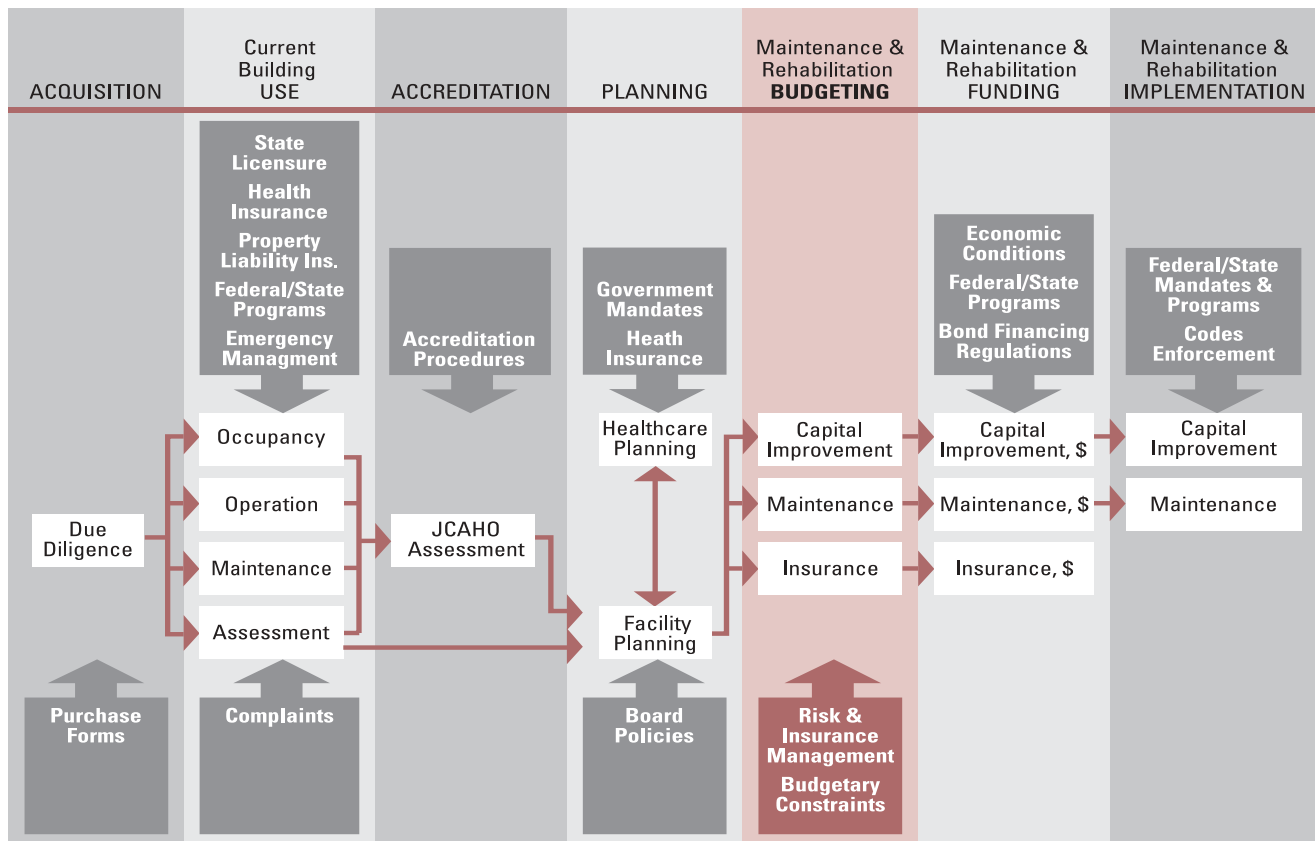 ACQUISITION
Current
Building
USE
ACCREDITATION
PLANNING
Maintenance &
Rehabilitation
BUDGETING
Maintenance &
Rehabilitation
FUNDING
Maintenance &
Rehabilitation
IMPLEMENTATION
State
Licensure
Health
Insurance
Property
Liability Ins.
Federal/State
Programs
Emergency
Managment
Accreditation
Procedures
Government
Mandates
Heath
Insurance
Economic
Conditions
Federal/State
Programs
Bond Financing
Regulations
Federal/State
Mandates &
Programs
Codes
Enforcement
Due
Diligence
Occupancy
Operation
Maintenance
Assessment
JCAHO
Assessment
Healthcare
Planning
Facility
Planning
Capital
Improvement
Maintenance
Insurance
Capital
Improvement, $
Maintenance, $
Insurance, $
Capital
Improvement
Maintenance
Purchase
Forms
Complaints
Board
Policies
Risk &
Insurance
Management
Budgetary
Constraints